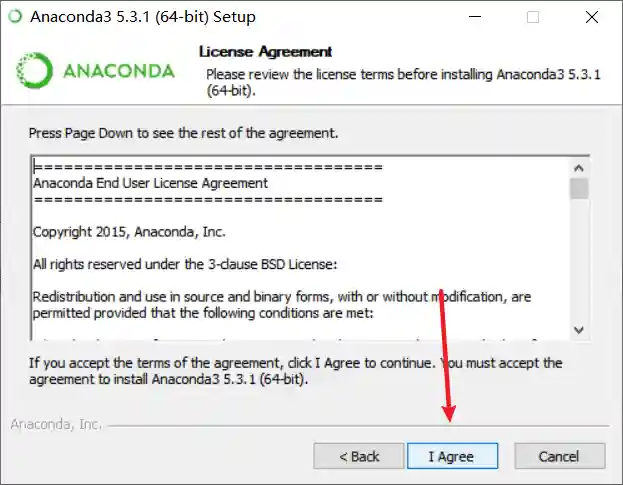 Anaconda3 5.3.1 (64-bit) Setup
License Agreement
ANACONDA
Please review the license terms before installing Anaconda3 5.3.1
(64-bit).
Press Page Down to see the rest of the agreement.
===================================
Anaconda End User License Agreement
===================================
Copyright 2015, Anaconda, Inc.
All rights reserved under the 3-clause BSD License:
Redistribution and use in source and binary forms, with or without modification, are
permitted provided that the following conditions are met:
If you accept the terms of the agreement, click I Agree to continue. You must accept the
agreement to install Anaconda3 5.3.1 (64-bit).
Anaconda, Inc.
< Back
I Agree
Cancel